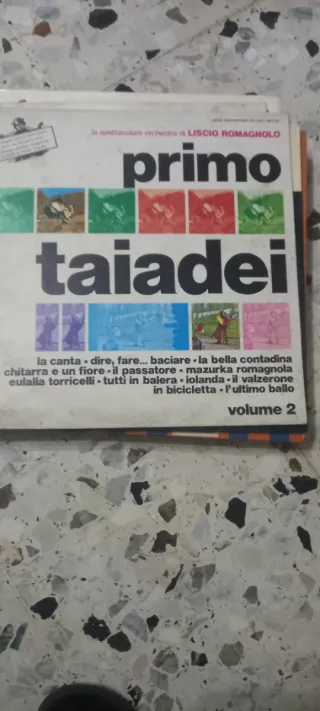 la spettacolare orchestra di LISCIO ROMAGNOLO
primo
taiadei
la canta • dire, fare... baciare • la bella contadina
chitarra e un fiore • il passatore • mazurka romagnola
eulalia torricelli • tutti in balera • iolanda • il valzerone
in bicicletta • l'ultimo ballo
volume 2